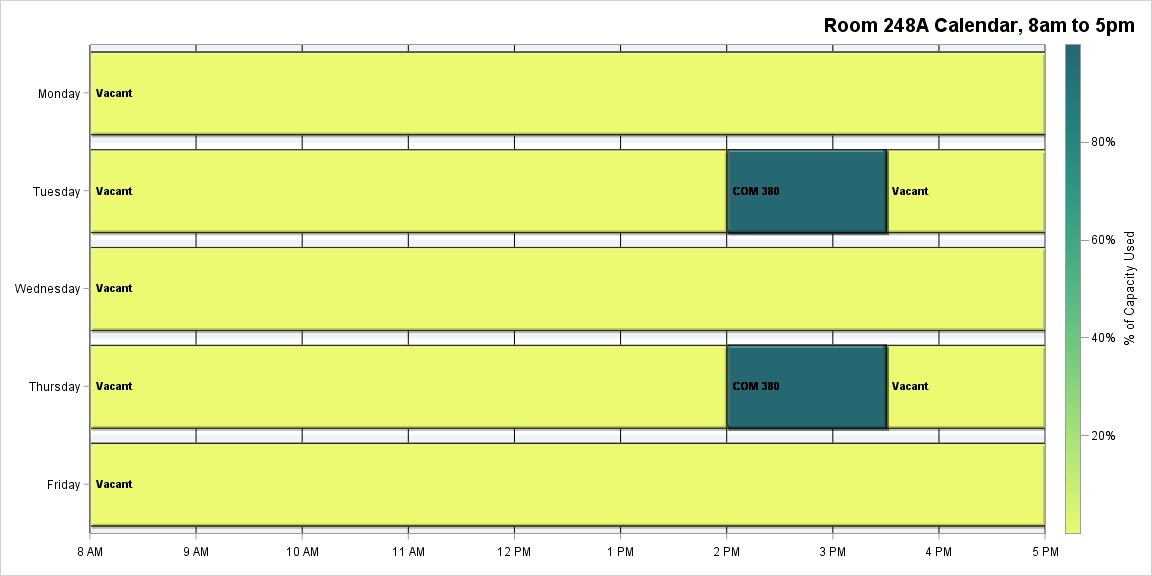 Room 248A Calendar, 8am to 5pm
Monday
Vacant
Tuesday
Vacant
COM 380
Vacant
Wednesday
Vacant
Thursday
Vacant
COM 380
Vacant
Friday
Vacant
8 AM 9 AM 10 AM 11 AM 12 PM 1 PM 2 PM 3 PM 4 PM 5 PM
80%
60%
40%
20%
% of Capacity Used